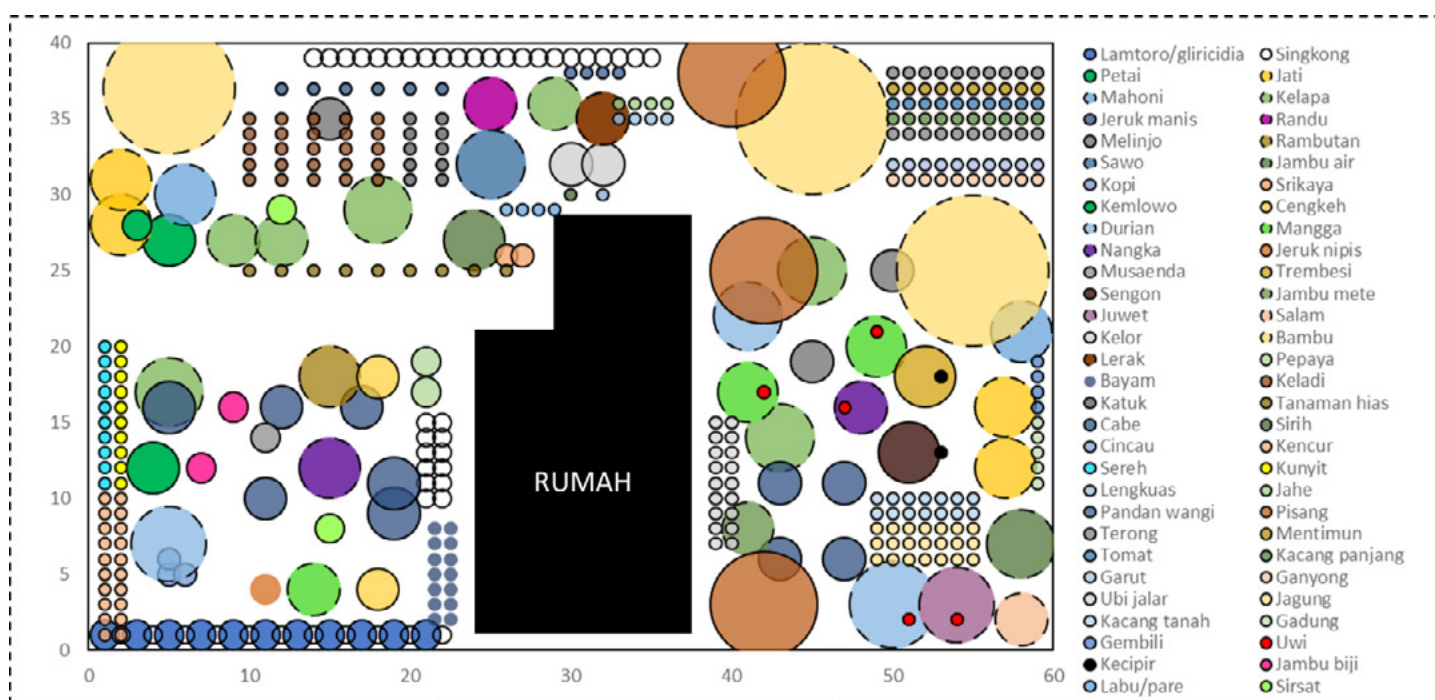 40
35
30
25
20
15
10
5
0
0 10 20 30 40 50 60
RUMAH
Lamtoro/gliricidia Singkong
Petai Jati
Mahoni Kelapa
Jeruk manis Randu
Melinjo Rambutan
Sawo Jambu air
Kopi Srikaya
Kemlowo Cengkeh
Durian Mangga
Nangka Jeruk nipis
Musaenda Trembesi
Sengon Jambu mete
Juwet Salam
Kelor Bambu
Lerak Pepaya
Bayam Keladi
Katuk Tanaman hias
Cabe Sirih
Cincau Kencur
Sereh Kunyit
Lengkuas Jahe
Pandan wangi Pisang
Terong Mentimun
Tomat Kacang panjang
Garut Ganyong
Ubi jalar Jagung
Kacang tanah Gadung
Gembili Uwi
Kecipir Jambu biji
Labu/pare Sirsat